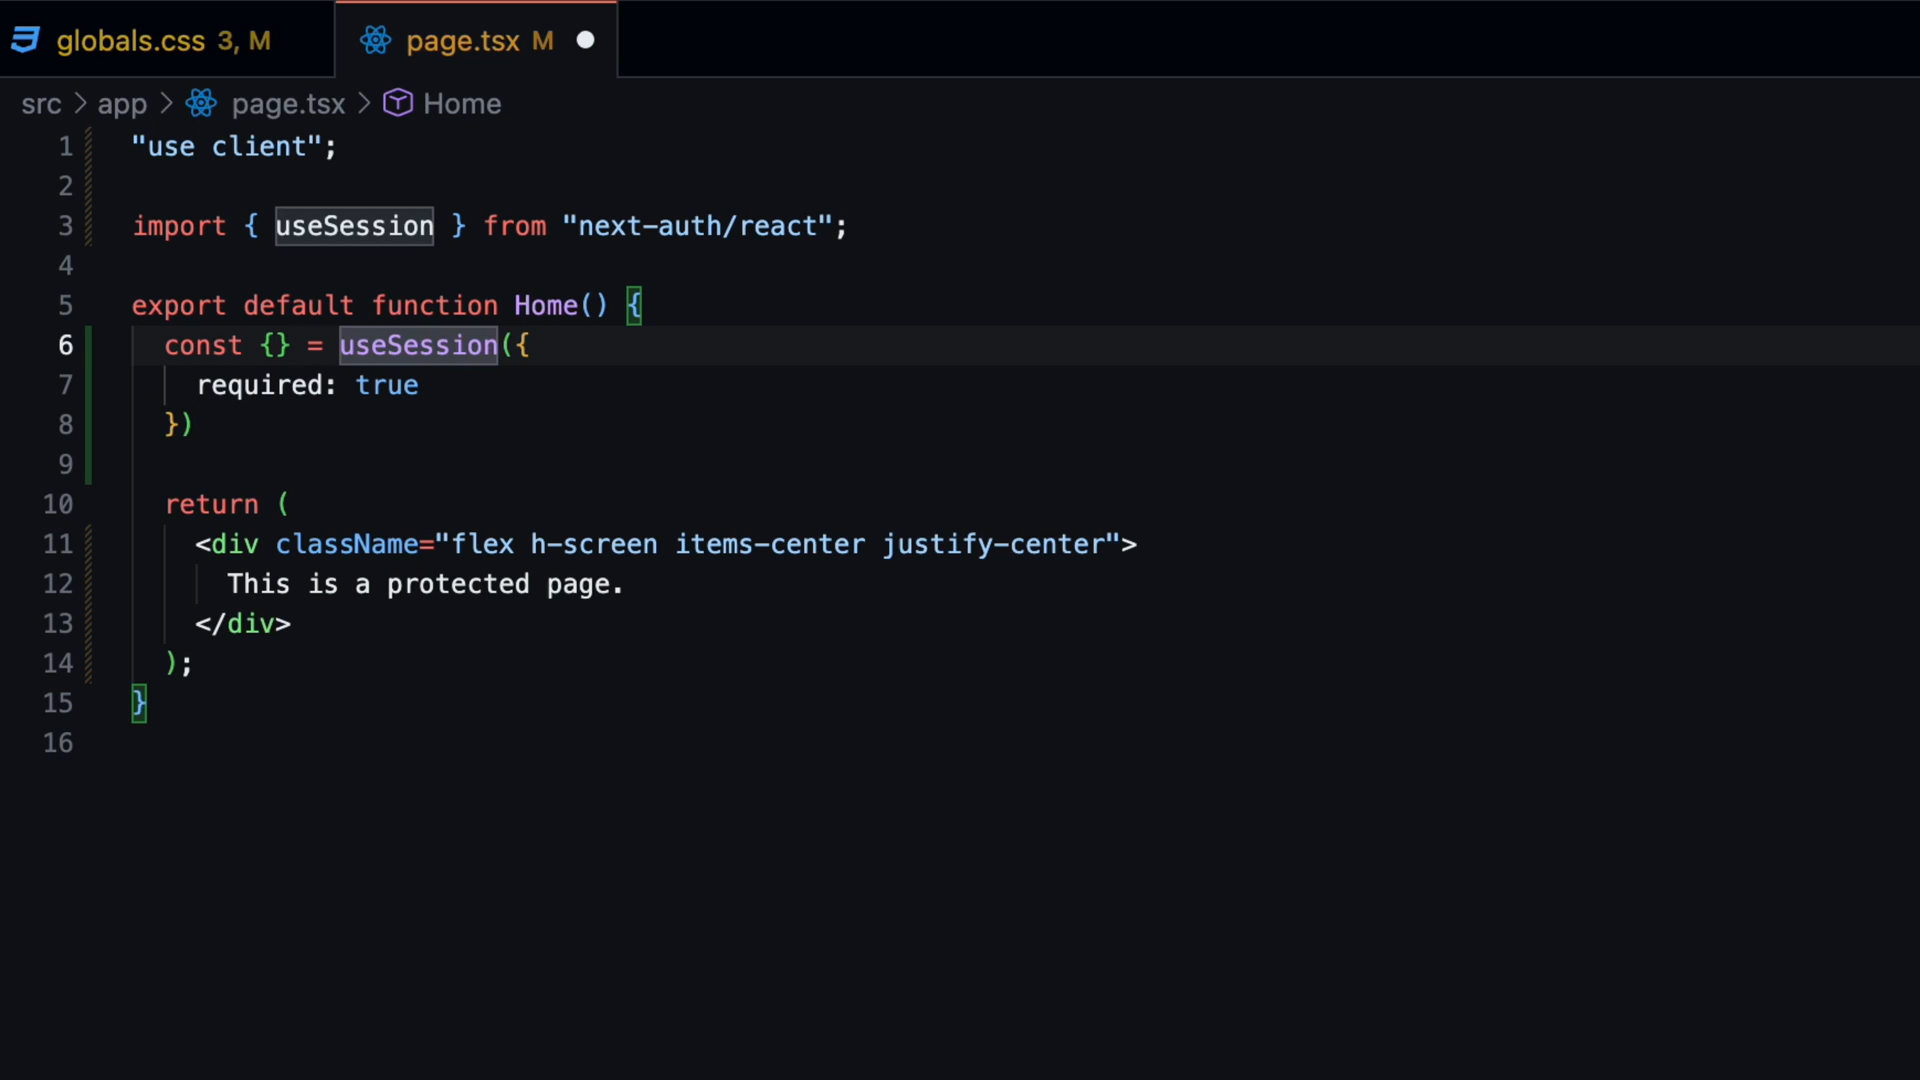 globals.css 3, M
page.tsx M
src > app > page.tsx > Home
1 "use client";
2
3 import { useSession } from "next-auth/react";
4
5 export default function Home() {
6 const {} = useSession({
7 required: true
8 })
9
10 return (
11 <div className="flex h-screen items-center justify-center">
12 This is a protected page.
13 </div>
14 );
15 }
16